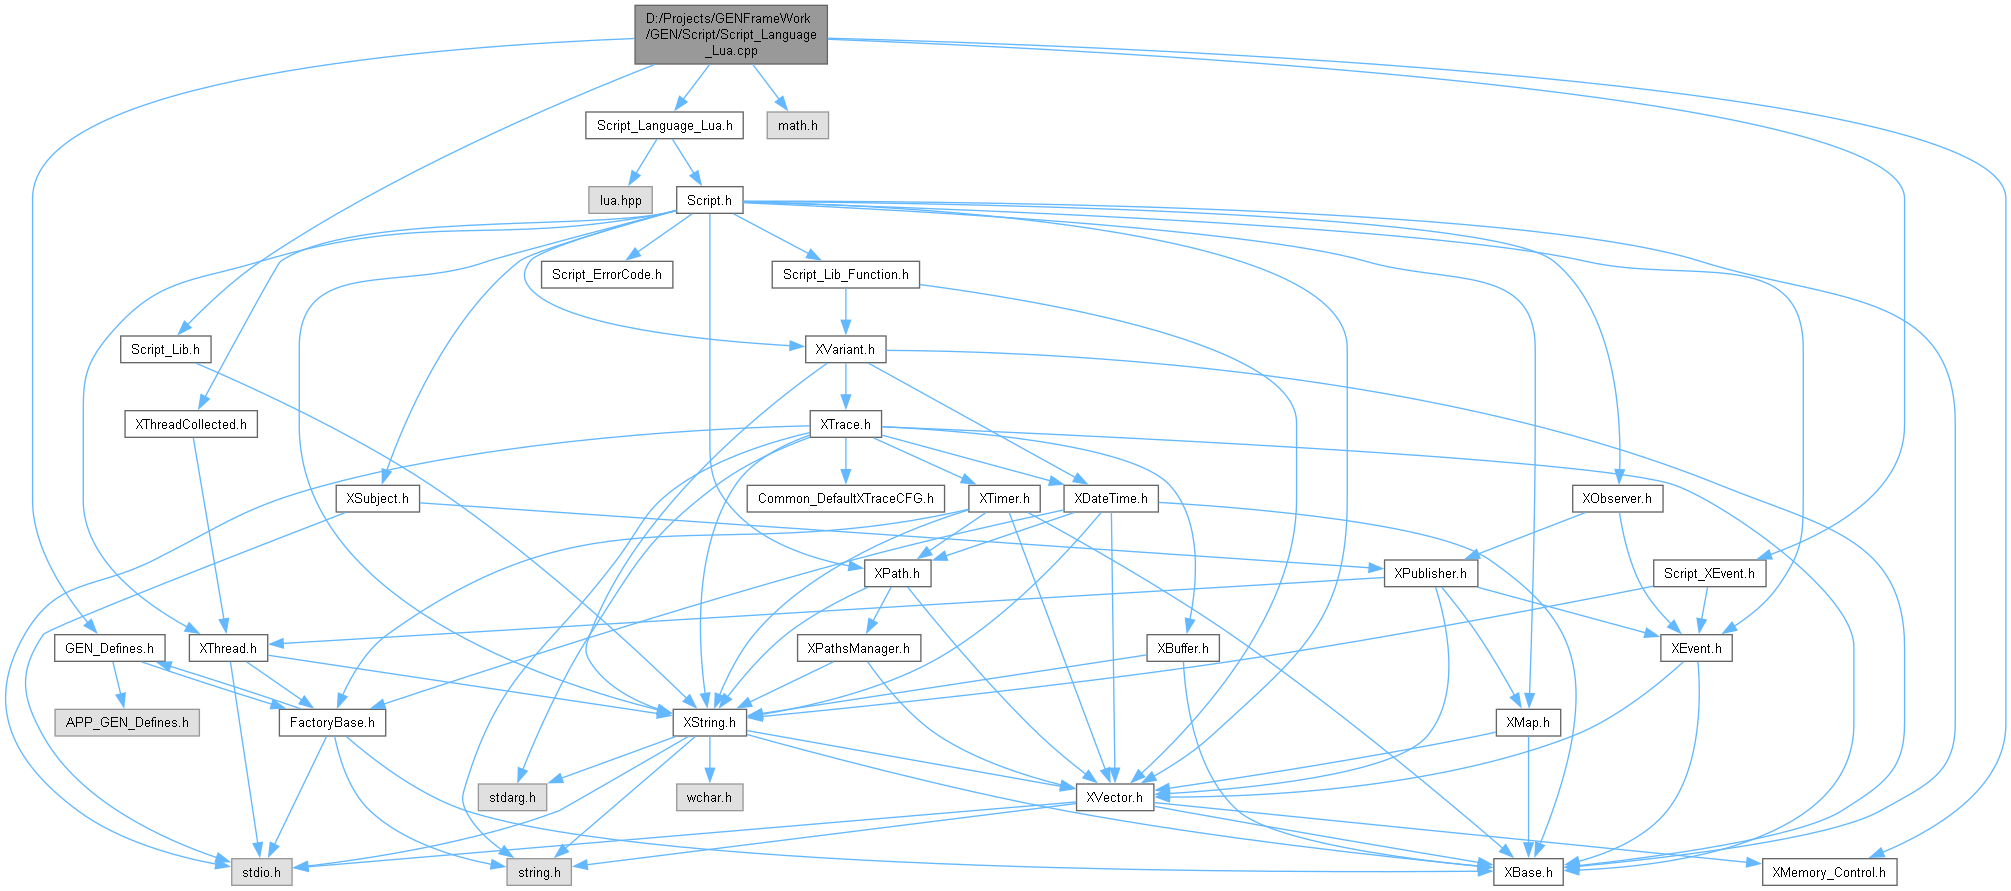 D:/Projects/GENFrameWork
/GEN/Script/Script_Language
_Lua.cpp
Script_Language_Lua.h
math.h
lua.hpp
Script.h
Script_ErrorCode.h
Script_Lib_Function.h
Script_Lib.h
XVariant.h
XThreadCollected.h
XTrace.h
XSubject.h
Common_DefaultXTraceCFG.h
XTimer.h
XDateTime.h
XObserver.h
XPath.h
XPublisher.h
Script_XEvent.h
GEN_Defines.h
XThread.h
XPathsManager.h
XBuffer.h
XEvent.h
APP_GEN_Defines.h
FactoryBase.h
XString.h
XMap.h
stdarg.h
wchar.h
XVector.h
stdio.h
string.h
XBase.h
XMemory_Control.h